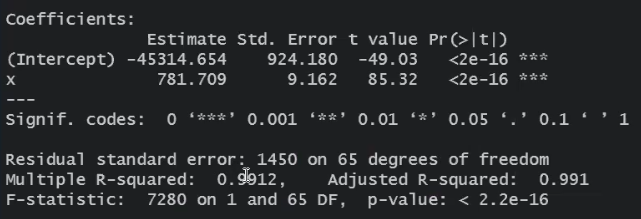 Coefficients:
              Estimate Std. Error t value Pr(>|t|)
(Intercept) -45314.654    924.180  -49.03   <2e-16 ***
x              781.709      9.162   85.32   <2e-16 ***
---
Signif. codes:  0 ‘***’ 0.001 ‘**’ 0.01 ‘*’ 0.05 ‘.’ 0.1 ‘ ’ 1

Residual standard error: 1450 on 65 degrees of freedom
Multiple R-squared:  0.9912,    Adjusted R-squared:  0.991
F-statistic:  7280 on 1 and 65 DF,  p-value: < 2.2e-16